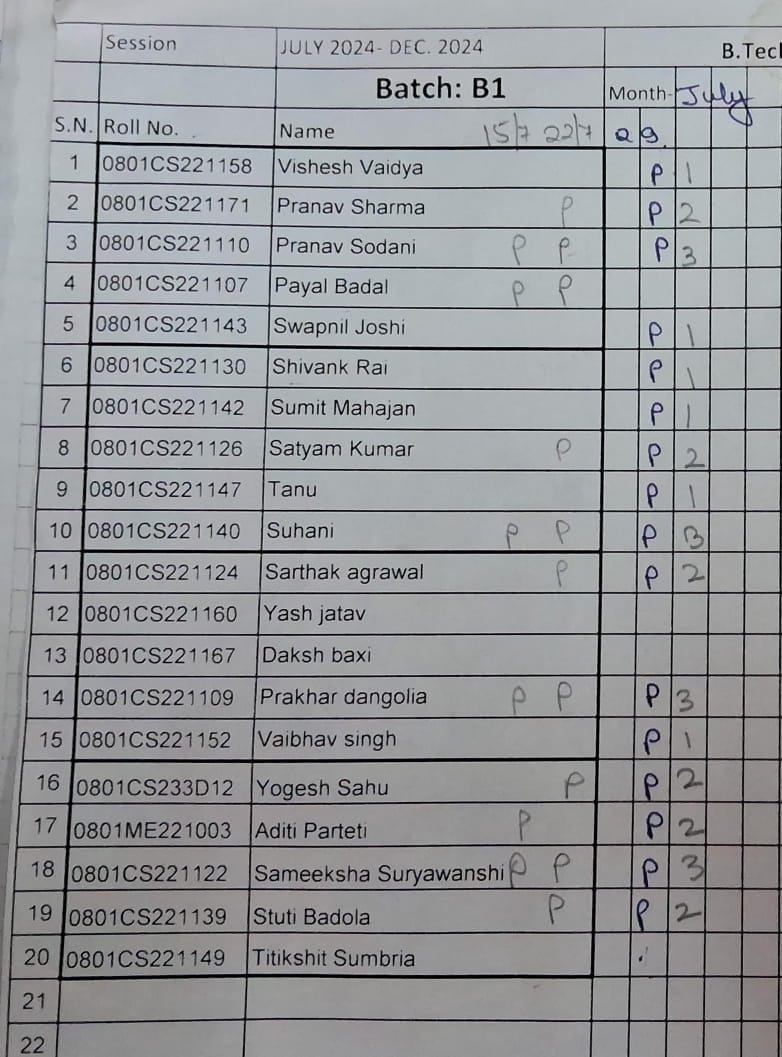 Session JULY 2024- DEC. 2024 B.Tecl
Batch: B1 Month- July
S.N. Roll No. Name 15/7 22/7 29
1 0801CS221158 Vishesh Vaidya P 1
2 0801CS221171 Pranav Sharma P P 2
3 0801CS221110 Pranav Sodani P P P 3
4 0801CS221107 Payal Badal P P
5 0801CS221143 Swapnil Joshi P 1
6 0801CS221130 Shivank Rai P 1
7 0801CS221142 Sumit Mahajan P 1
8 0801CS221126 Satyam Kumar P P 2
9 0801CS221147 Tanu P 1
10 0801CS221140 Suhani P P P 3
11 0801CS221124 Sarthak agrawal P P 2
12 0801CS221160 Yash jatav
13 0801CS221167 Daksh baxi
14 0801CS221109 Prakhar dangolia P P P 3
15 0801CS221152 Vaibhav singh P 1
16 0801CS233D12 Yogesh Sahu P P 2
17 0801ME221003 Aditi Parteti P P 2
18 0801CS221122 Sameeksha Suryawanshi P P P 3
19 0801CS221139 Stuti Badola P P 2
20 0801CS221149 Titikshit Sumbria
21
22